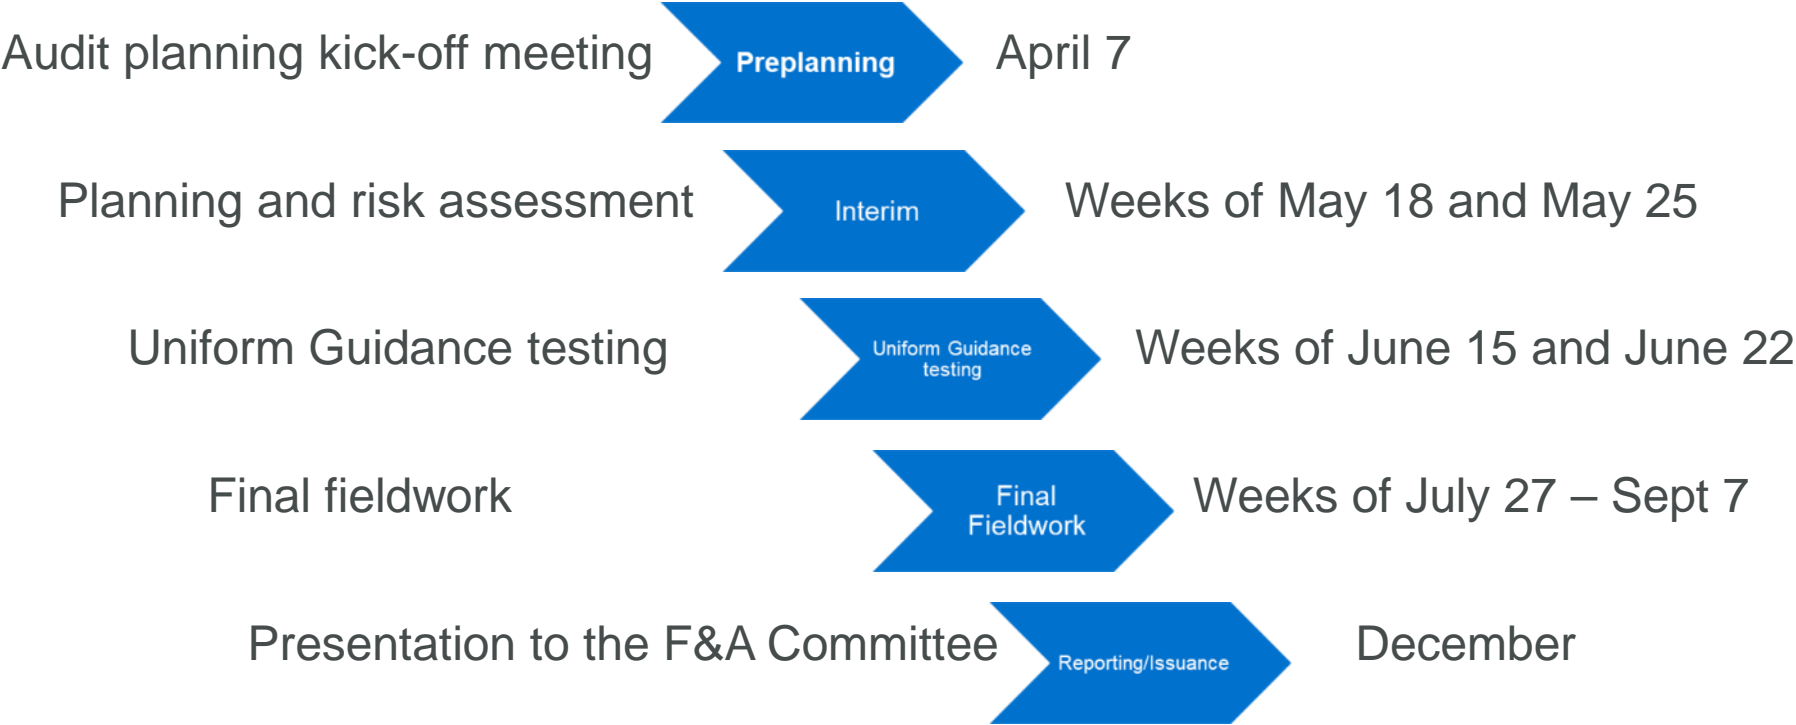 Audit planning kick-off meeting
Preplanning
April 7
Planning and risk assessment
Interim
Weeks of May 18 and May 25
Uniform Guidance testing
Uniform Guidance
testing
Weeks of June 15 and June 22
Final fieldwork
Final
Fieldwork
Weeks of July 27 – Sept 7
Presentation to the F&A Committee
Reporting/Issuance
December